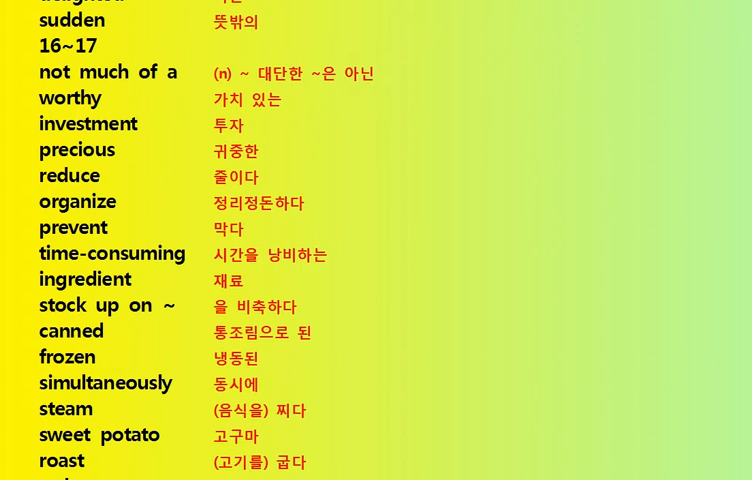 sudden 뜻밖의
16~17
not much of a (n) ~ 대단한 ~은 아닌
worthy 가치 있는
investment 투자
precious 귀중한
reduce 줄이다
organize 정리정돈하다
prevent 막다
time-consuming 시간을 낭비하는
ingredient 재료
stock up on ~ 을 비축하다
canned 통조림으로 된
frozen 냉동된
simultaneously 동시에
steam (음식을) 찌다
sweet potato 고구마
roast (고기를) 굽다